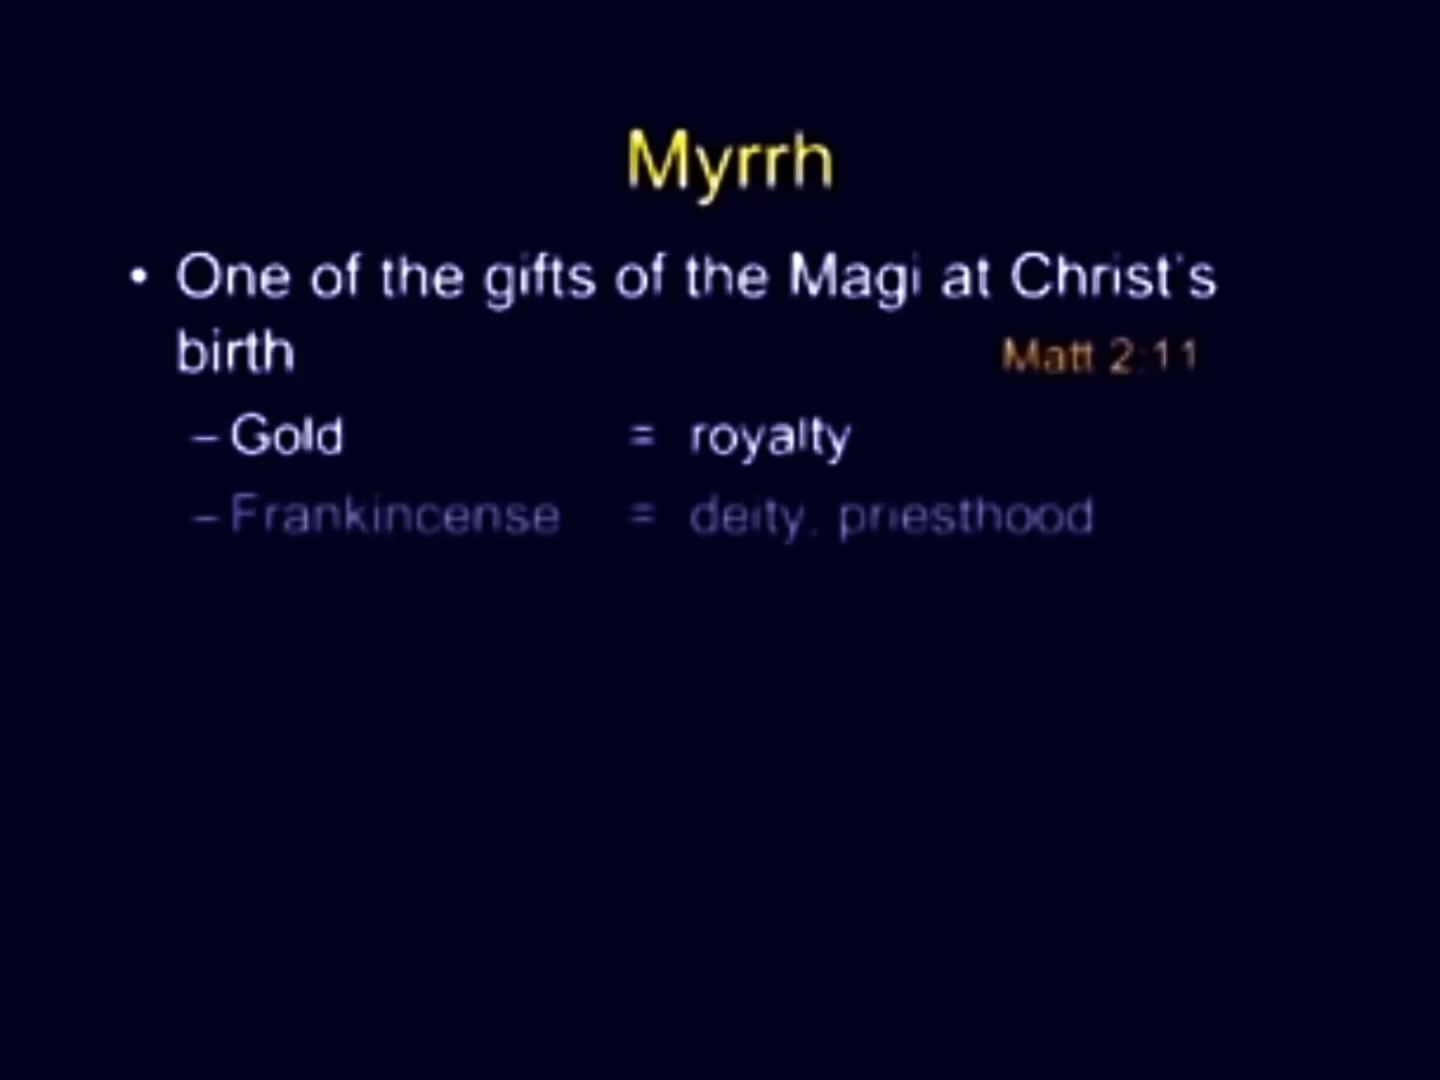 Myrrh
• One of the gifts of the Magi at Christ's
birth Matt 2:11
– Gold = royalty
– Frankincense = deity, priesthood